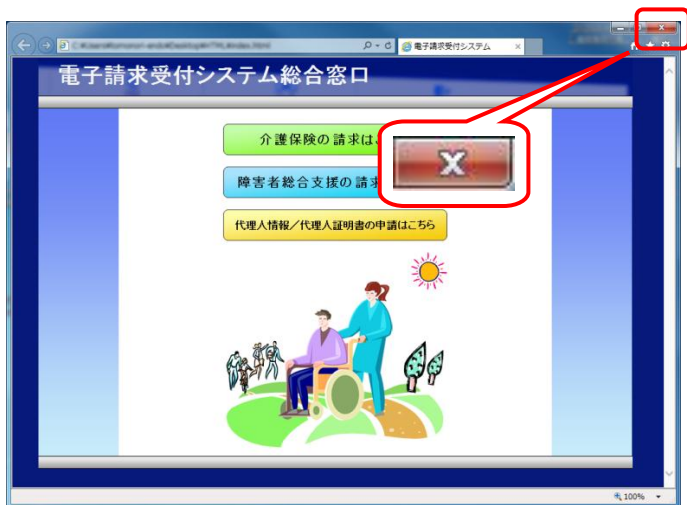 電子請求受付システム
電子請求受付システム総合窓口
介護保険の請求は
障害者総合支援の請求
代理人情報／代理人証明書の申請はこちら
100%